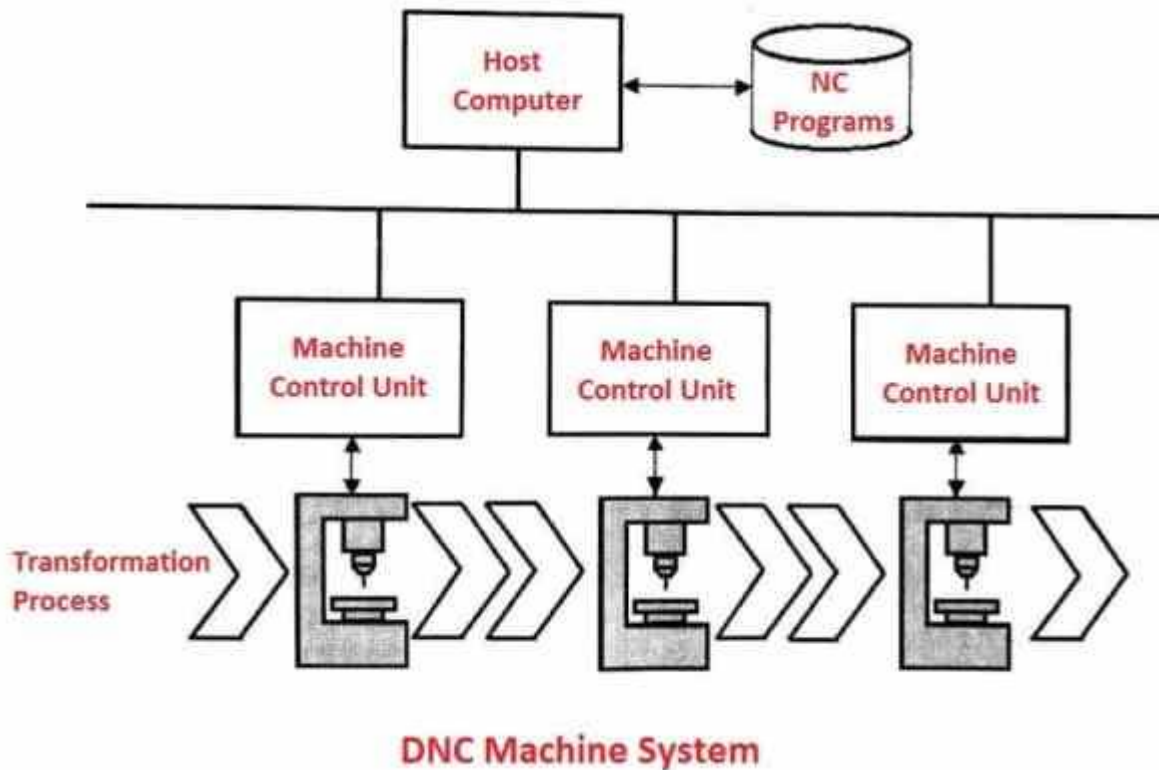 Host
Computer
NC
Programs
Machine
Control Unit
Machine
Control Unit
Machine
Control Unit
Transformation
Process
DNC Machine System